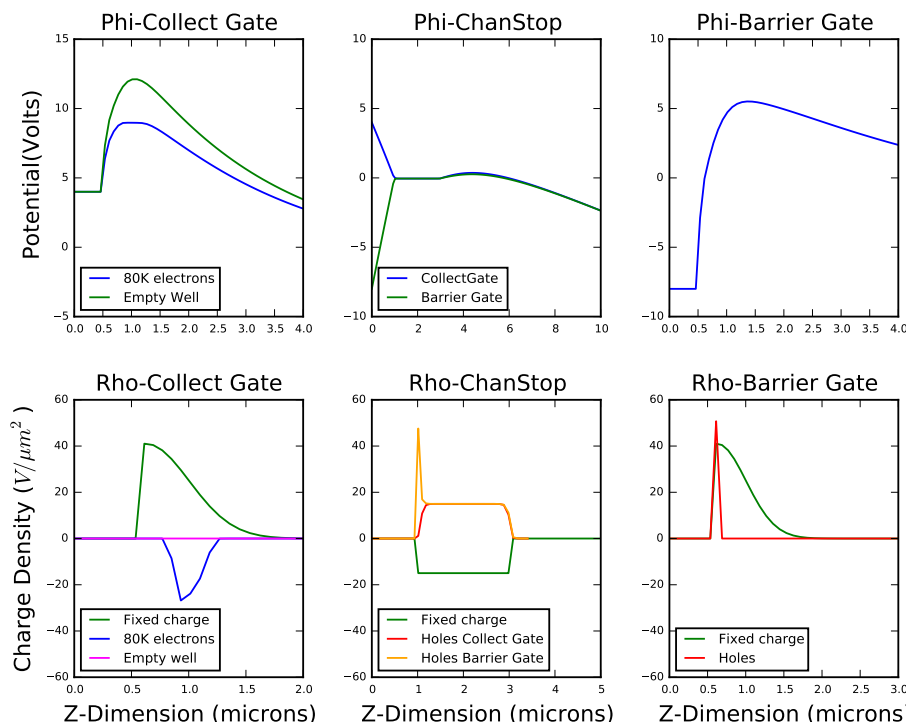 Phi-Collect Gate
Phi-ChanStop
Phi-Barrier Gate
Potential(Volts)
15
10
5
0
−5
0.0 0.5 1.0 1.5 2.0 2.5 3.0 3.5 4.0
80K electrons
Empty Well
10
5
0
−5
−10
0 2 4 6 8 10
CollectGate
Barrier Gate
10
5
0
−5
−10
0.0 0.5 1.0 1.5 2.0 2.5 3.0 3.5 4.0
Rho-Collect Gate
Rho-ChanStop
Rho-Barrier Gate
Charge Density (V/μm² )
60
40
20
0
−20
−40
−60
0.0 0.5 1.0 1.5 2.0
Fixed charge
80K electrons
Empty well
Z-Dimension (microns)
60
40
20
0
−20
−40
−60
0 1 2 3 4 5
Fixed charge
Holes Collect Gate
Holes Barrier Gate
Z-Dimension (microns)
60
40
20
0
−20
−40
−60
0.0 0.5 1.0 1.5 2.0 2.5 3.0
Fixed charge
Holes
Z-Dimension (microns)